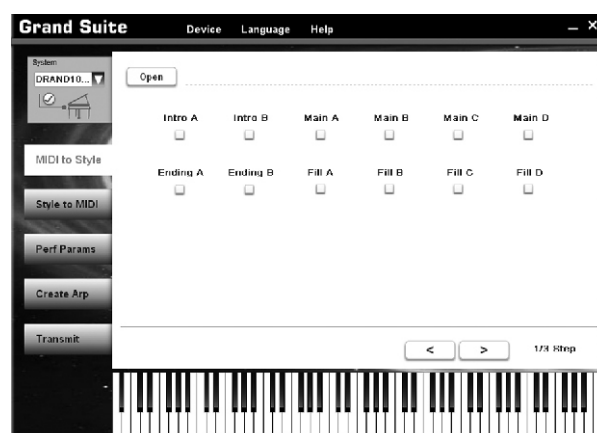 Grand Suite Device Language Help
System
DRAND10...
Open
Intro A Intro B Main A Main B Main C Main D
MIDI to Style
Ending A Ending B Fill A Fill B Fill C Fill D
Style to MIDI
Perf Params
Create Arp
Transmit
< > 1/3 Step